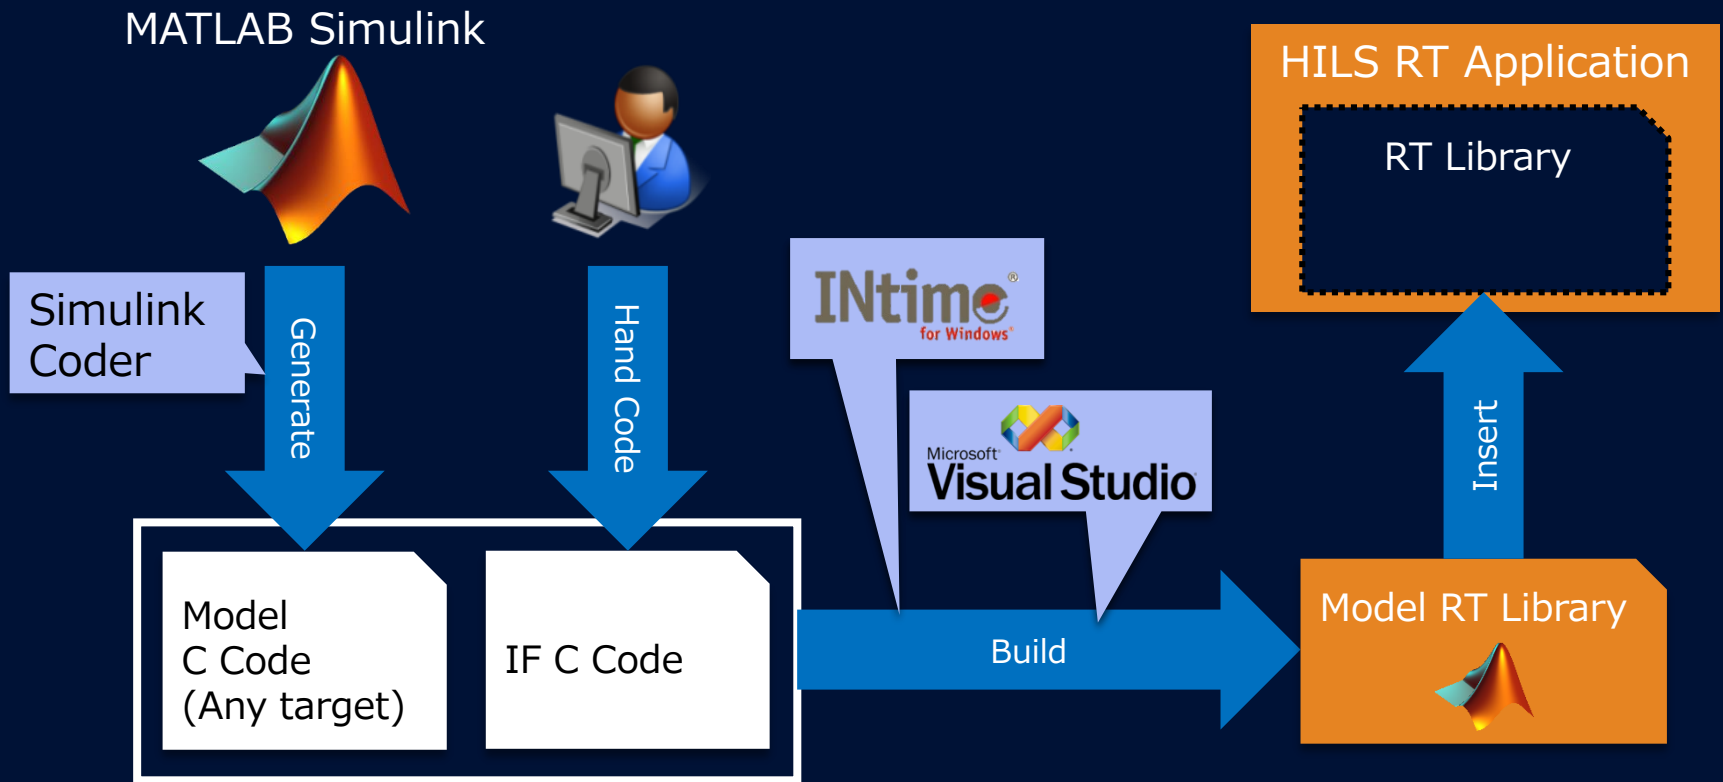 MATLAB Simulink
HILS RT Application
RT Library
Simulink
Coder
Generate
Hand Code
INtime®
for Windows®
Microsoft®
Visual Studio
Insert
Model
C Code
(Any target)
IF C Code
Build
Model RT Library